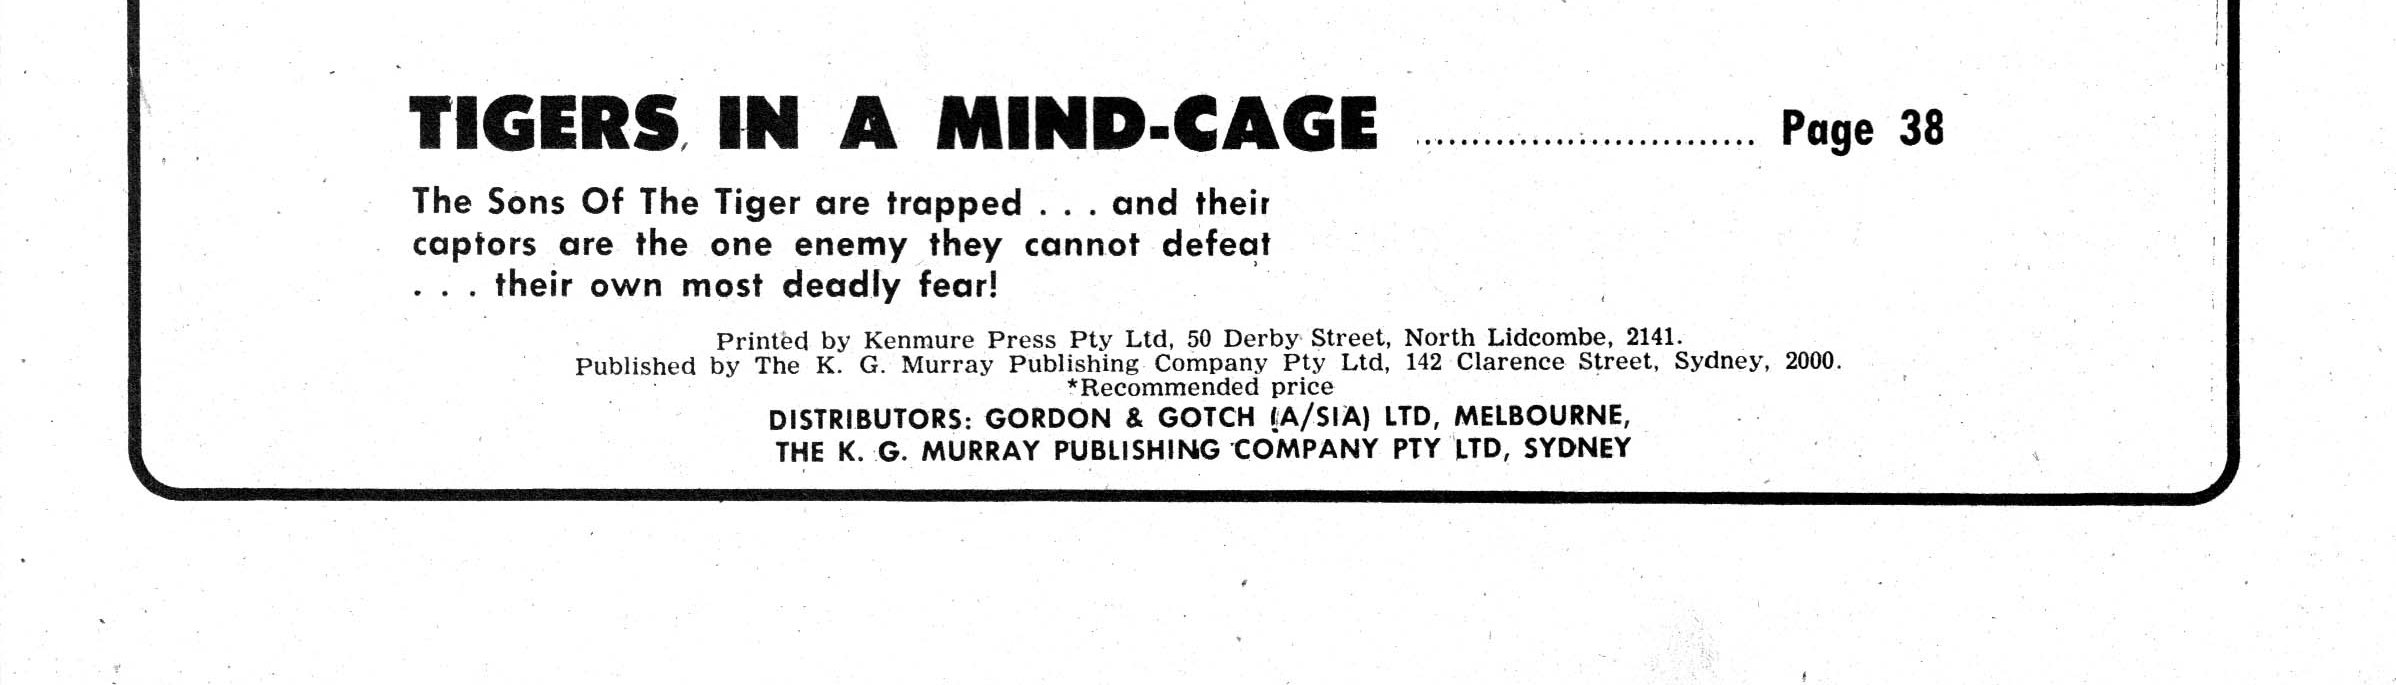 TIGERS IN A MIND-CAGE .............................. Page 38
The Sons Of The Tiger are trapped . . . and their
captors are the one enemy they cannot defeat
. . . their own most deadly fear!
Printed by Kenmure Press Pty Ltd, 50 Derby Street, North Lidcombe, 2141.
Published by The K. G. Murray Publishing Company Pty Ltd, 142 Clarence Street, Sydney, 2000.
*Recommended price
DISTRIBUTORS: GORDON & GOTCH (A/SIA) LTD, MELBOURNE,
THE K. G. MURRAY PUBLISHING COMPANY PTY LTD, SYDNEY